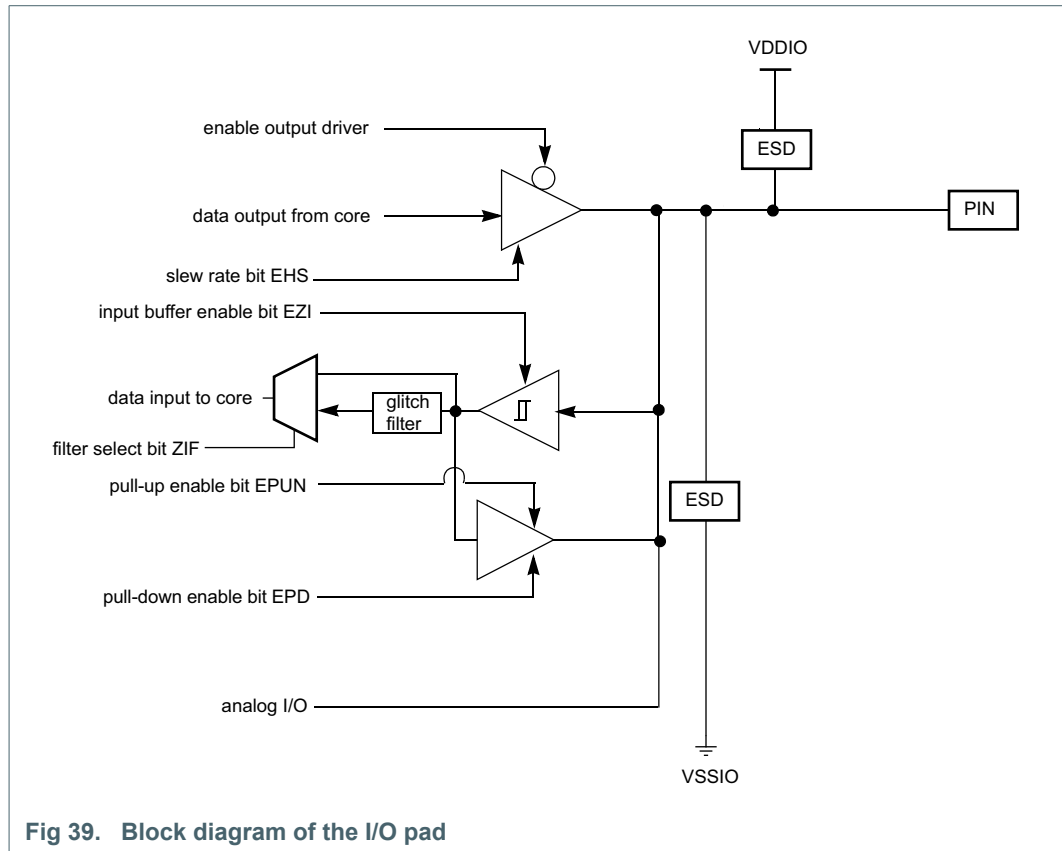 VDDIO
enable output driver
ESD
data output from core
PIN
slew rate bit EHS
input buffer enable bit EZI
data input to core
glitch
filter
filter select bit ZIF
pull-up enable bit EPUN
ESD
pull-down enable bit EPD
analog I/O
VSSIO
Fig 39. Block diagram of the I/O pad